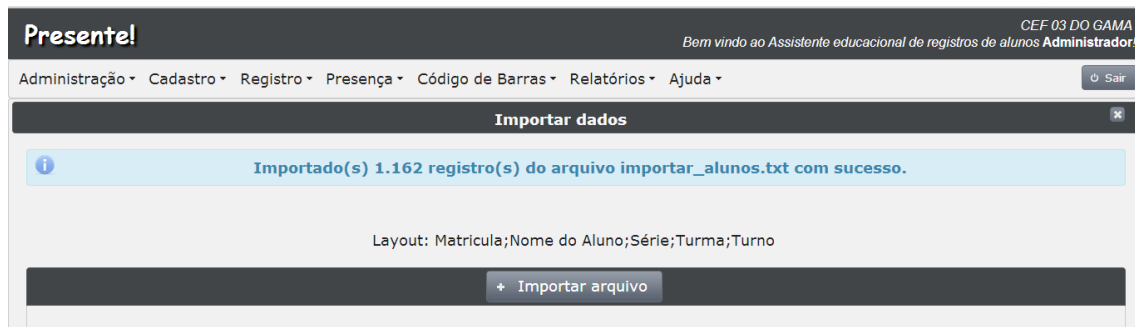 Presente!
CEF 03 DO GAMA
Bem vindo ao Assistente educacional de registros de alunos Administrador!
Administração Cadastro Registro Presença Código de Barras Relatórios Ajuda Sair
Importar dados
Importado(s) 1.162 registro(s) do arquivo importar_alunos.txt com sucesso.
Layout: Matricula;Nome do Aluno;Série;Turma;Turno
+ Importar arquivo